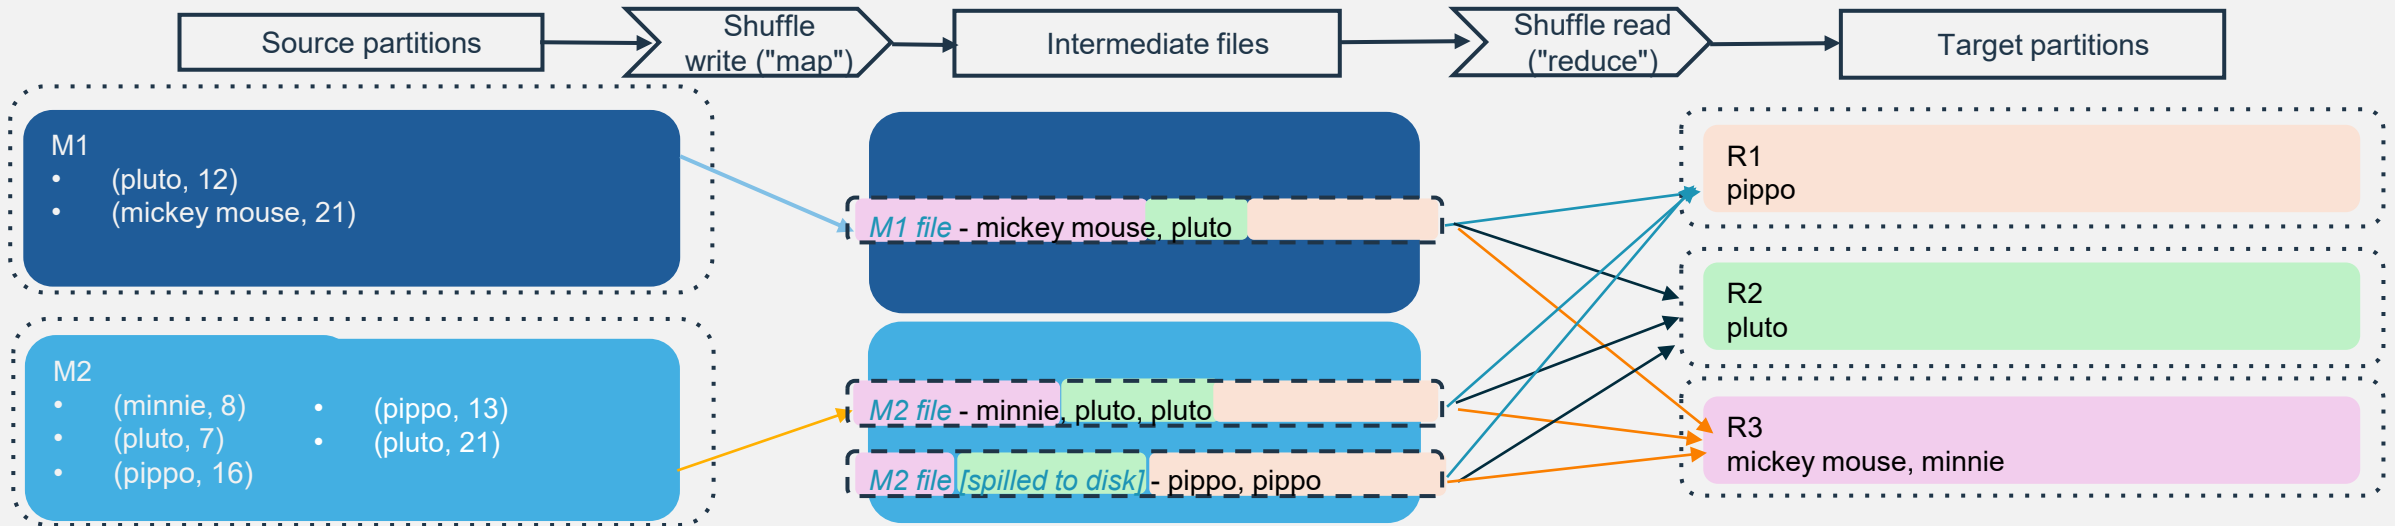 Source partitions
Shuffle
write ("map")
Intermediate files
Shuffle read
("reduce")
Target partitions
M1
• (pluto, 12)
• (mickey mouse, 21)
M2
• (minnie, 8)
• (pluto, 7)
• (pippo, 16)
• (pippo, 13)
• (pluto, 21)
M1 file - mickey mouse, pluto
M2 file - minnie, pluto, pluto
M2 file [spilled to disk] - pippo, pippo
R1
pippo
R2
pluto
R3
mickey mouse, minnie